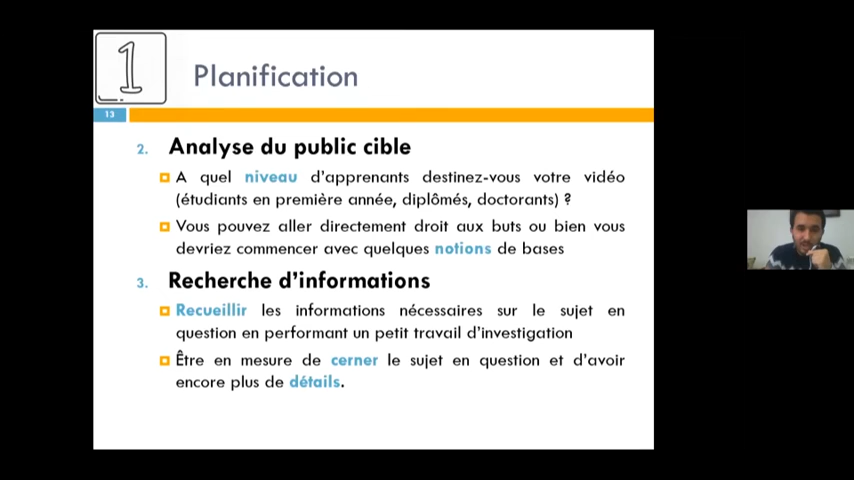 1
Planification
13
2. Analyse du public cible
A quel niveau d'apprenants destinez-vous votre vidéo
(étudiants en première année, diplômés, doctorants) ?
Vous pouvez aller directement droit aux buts ou bien vous
devriez commencer avec quelques notions de bases
3. Recherche d'informations
Recueillir les informations nécessaires sur le sujet en
question en performant un petit travail d'investigation
Être en mesure de cerner le sujet en question et d'avoir
encore plus de détails.